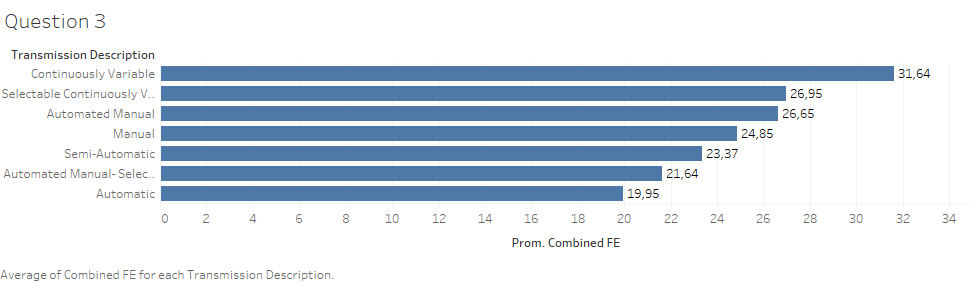 Question 3
Transmission Description
Continuously Variable 31,64
Selectable Continuously V.. 26,95
Automated Manual 26,65
Manual 24,85
Semi-Automatic 23,37
Automated Manual- Selec.. 21,64
Automatic 19,95
0 2 4 6 8 10 12 14 16 18 20 22 24 26 28 30 32 34
Prom. Combined FE
Average of Combined FE for each Transmission Description.